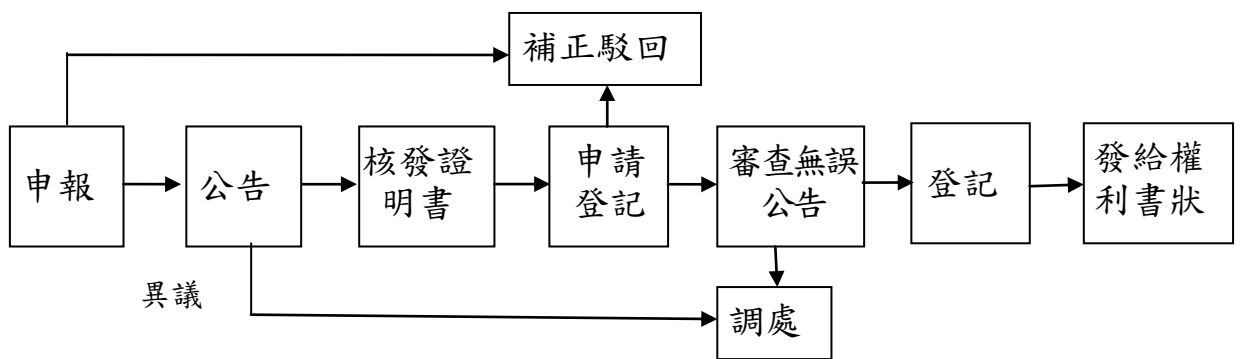 補正駁回
申報
公告
核發證
明書
申請
登記
審查無誤
公告
登記
發給權
利書狀
異議
調處